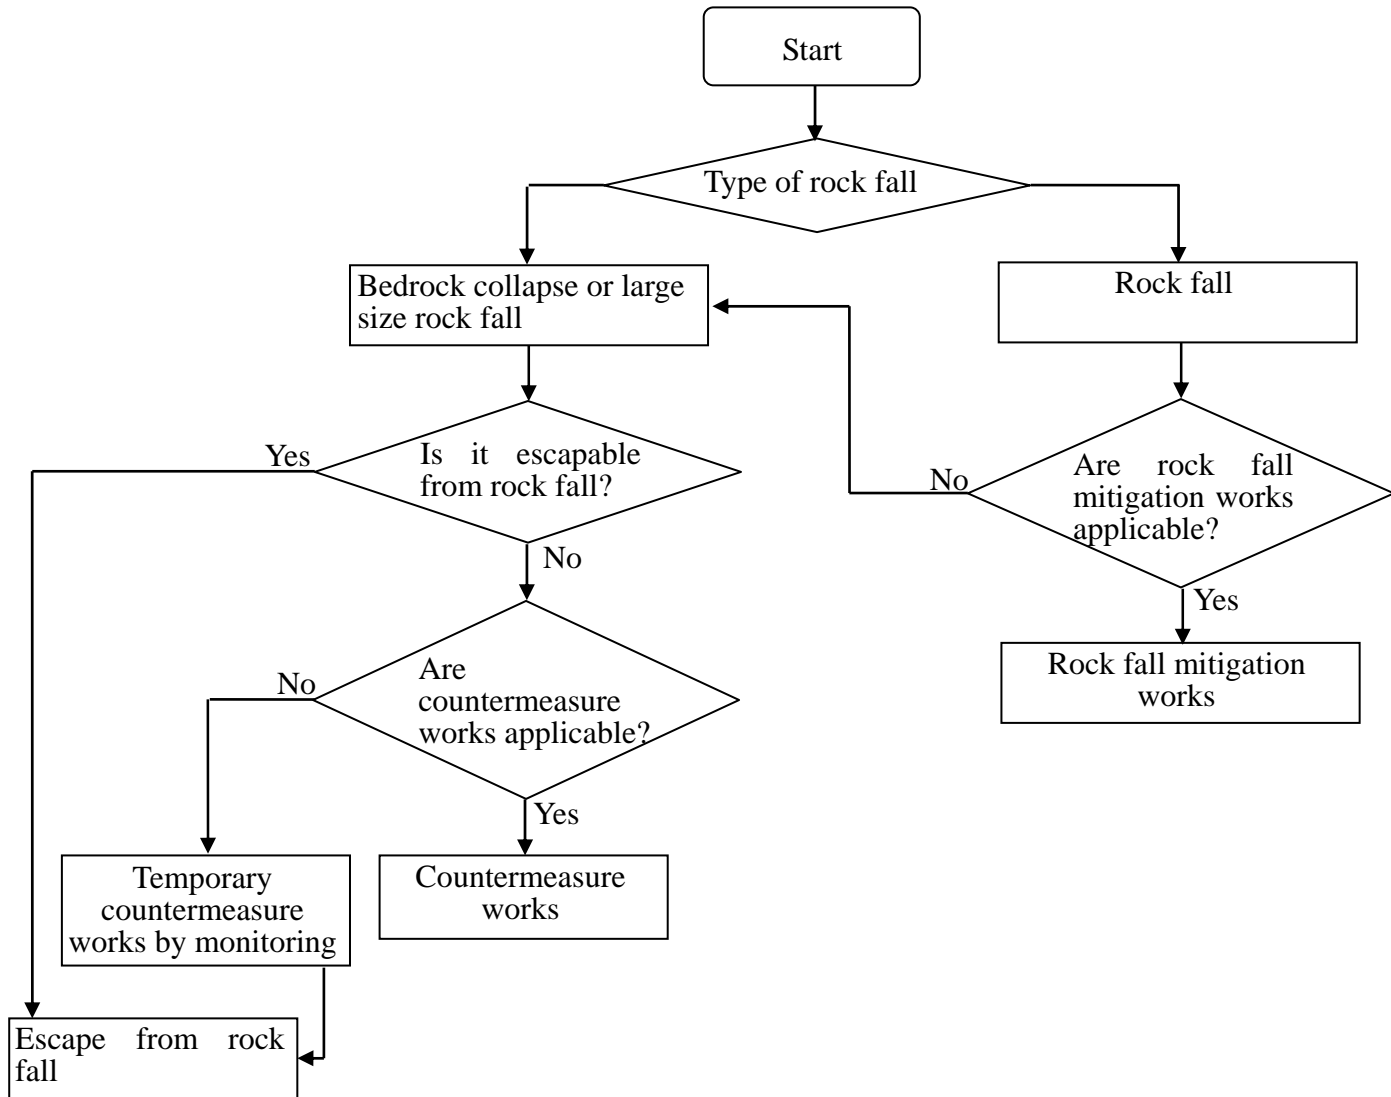 Start
Type of rock fall
Bedrock collapse or large
size rock fall
Rock fall
Yes
Is it escapable
from rock fall?
No
Are rock fall
mitigation works
applicable?
No
Yes
Rock fall mitigation
works
No
Are
countermeasure
works applicable?
Yes
Temporary
countermeasure
works by monitoring
Countermeasure
works
Escape from rock
fall